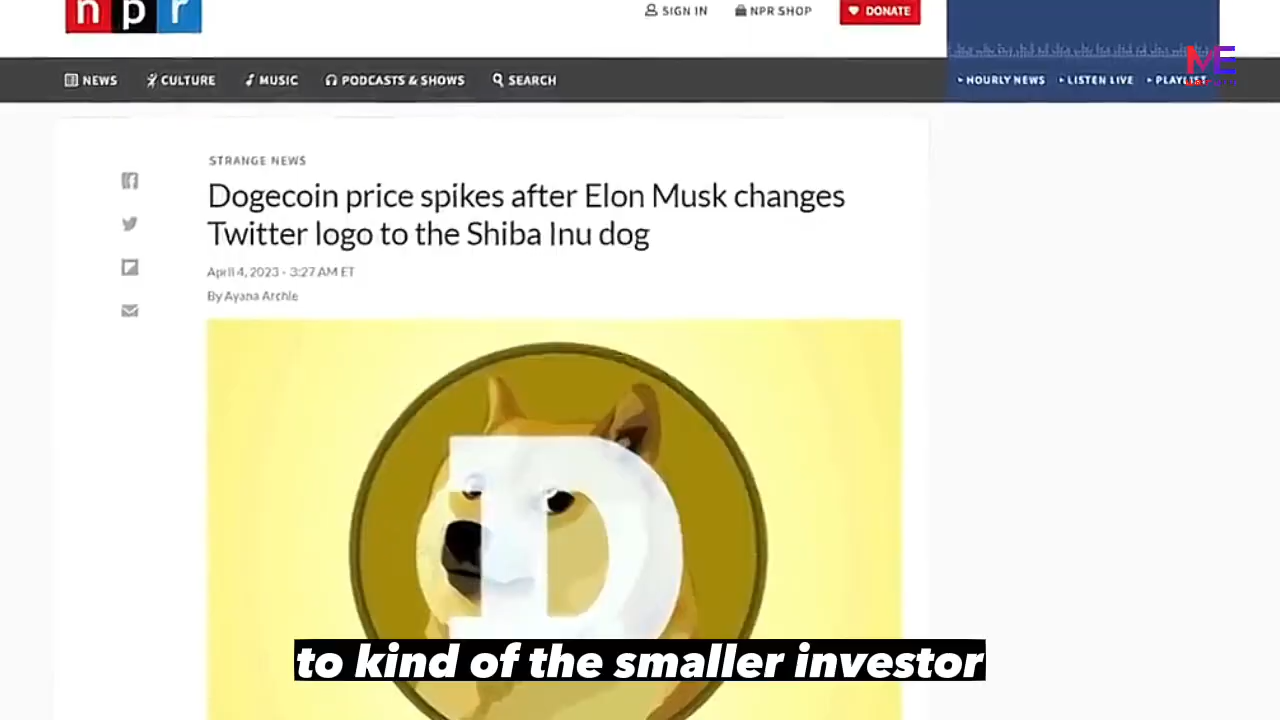 npr
SIGN IN
NPR SHOP
DONATE
NEWS
CULTURE
MUSIC
PODCASTS & SHOWS
SEARCH
HOURLY NEWS
LISTEN LIVE
PLAYLIST
ME
STRANGE NEWS
Dogecoin price spikes after Elon Musk changes
Twitter logo to the Shiba Inu dog
April 4, 2023 - 3:27 AM ET
By Ayana Archie
D
to kind of the smaller investor